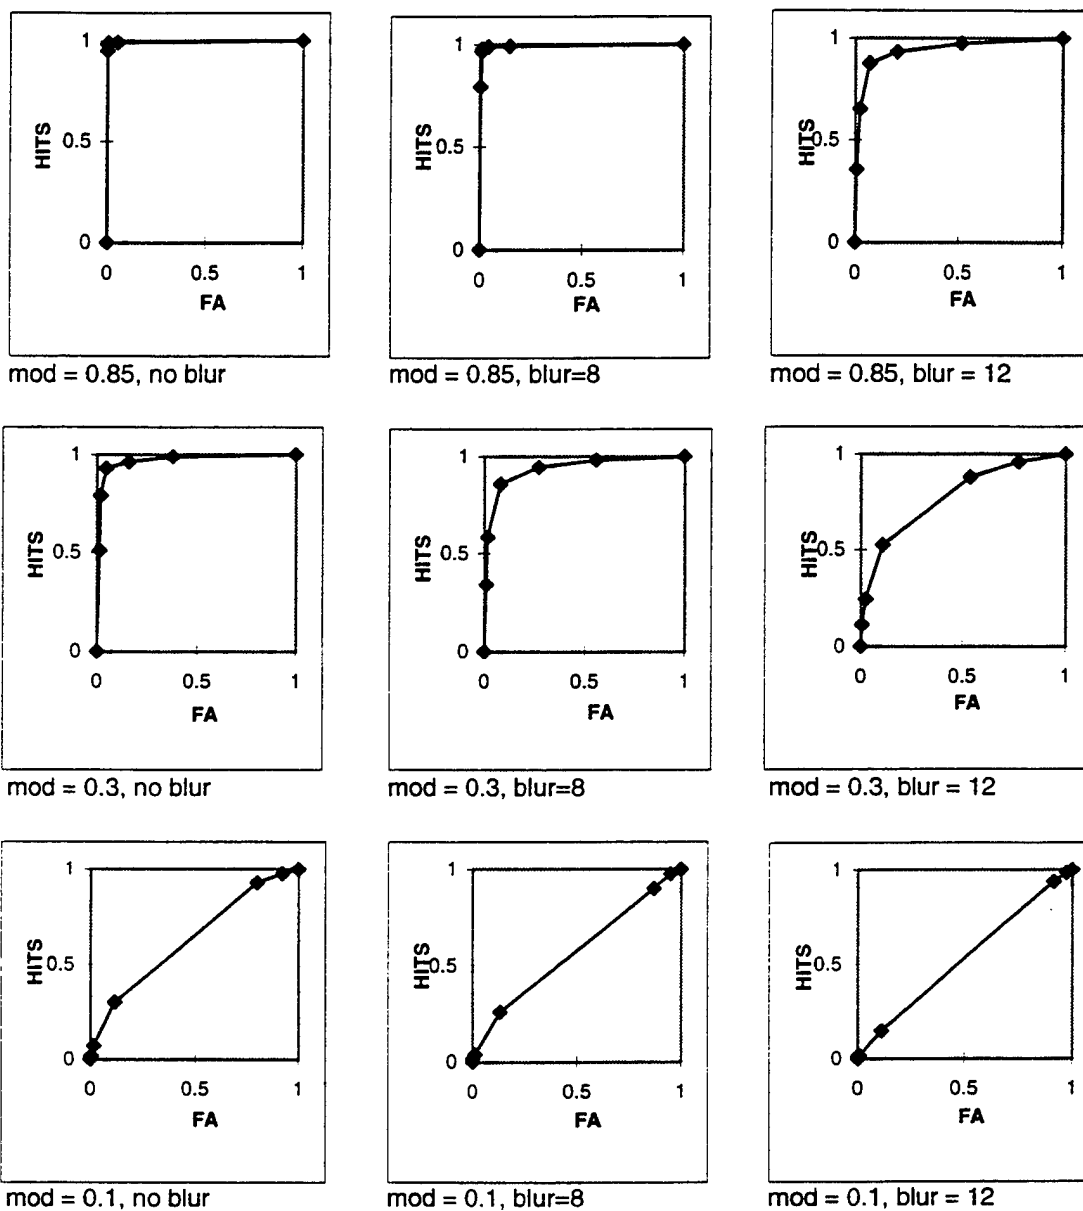 1
HITS
0.5
0
0 0.5 1
FA
mod = 0.85, no blur
1
HITS
0.5
0
0 0.5 1
FA
mod = 0.85, blur=8
1
HITS
0.5
0
0 0.5 1
FA
mod = 0.85, blur = 12
1
HITS
0.5
0
0 0.5 1
FA
mod = 0.3, no blur
1
HITS
0.5
0
0 0.5 1
FA
mod = 0.3, blur=8
1
HITS
0.5
0
0 0.5 1
FA
mod = 0.3, blur = 12
1
HITS
0.5
0
0 0.5 1
FA
mod = 0.1, no blur
1
HITS
0.5
0
0 0.5 1
FA
mod = 0.1, blur=8
1
HITS
0.5
0
0 0.5 1
FA
mod = 0.1, blur = 12